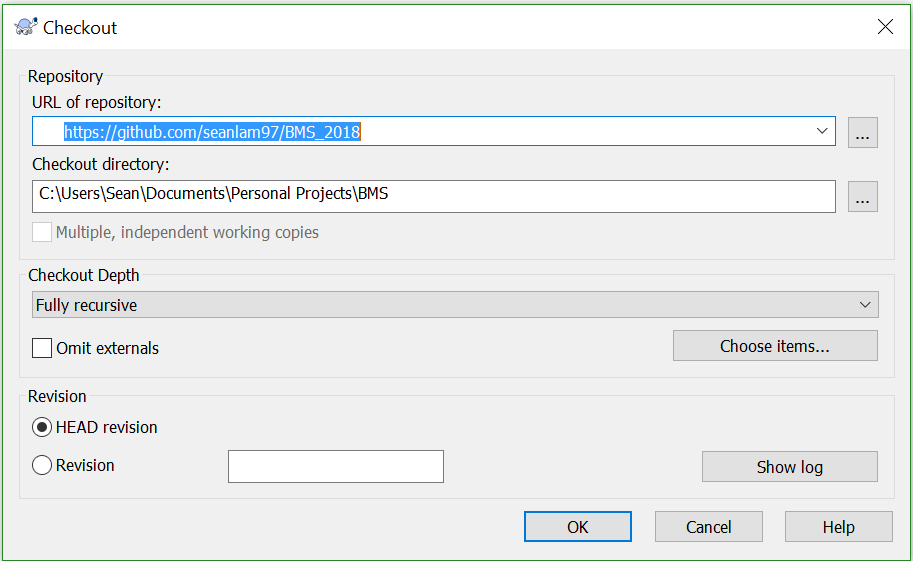 Checkout
Repository
URL of repository:
https://github.com/seanlam97/BMS_2018
...
Checkout directory:
C:\Users\Sean\Documents\Personal Projects\BMS
...
Multiple, independent working copies
Checkout Depth
Fully recursive
Omit externals
Choose items...
Revision
HEAD revision
Revision
Show log
OK
Cancel
Help